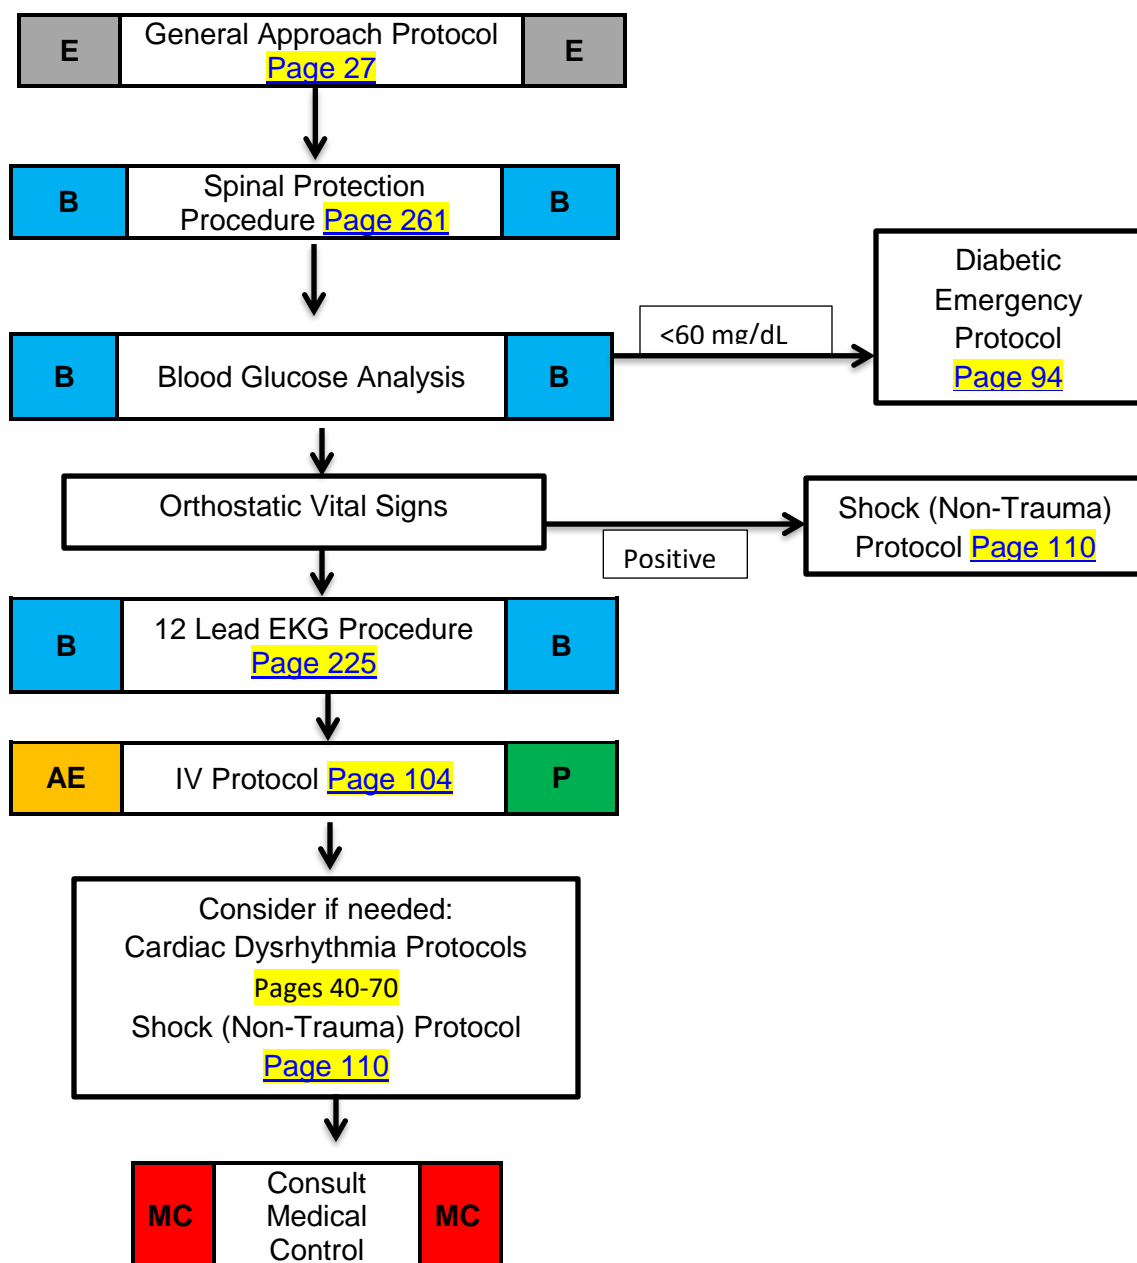 E General Approach Protocol E
Page 27
B Spinal Protection B
Procedure Page 261
Diabetic
Emergency
Protocol
Page 94
<60 mg/dL
B Blood Glucose Analysis B
Orthostatic Vital Signs
Shock (Non-Trauma)
Protocol Page 110
Positive
B 12 Lead EKG Procedure B
Page 225
AE IV Protocol Page 104 P
Consider if needed:
Cardiac Dysrhythmia Protocols
Pages 40-70
Shock (Non-Trauma) Protocol
Page 110
Consult
MC Medical MC
Control